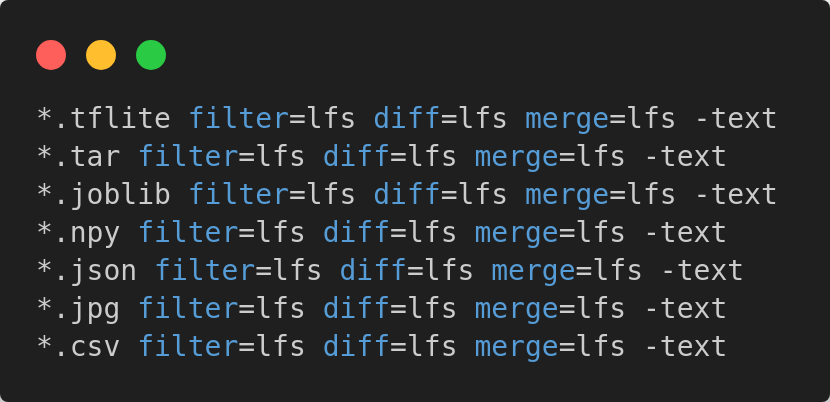 *.tflite filter=lfs diff=lfs merge=lfs -text
*.tar filter=lfs diff=lfs merge=lfs -text
*.joblib filter=lfs diff=lfs merge=lfs -text
*.npy filter=lfs diff=lfs merge=lfs -text
*.json filter=lfs diff=lfs merge=lfs -text
*.jpg filter=lfs diff=lfs merge=lfs -text
*.csv filter=lfs diff=lfs merge=lfs -text